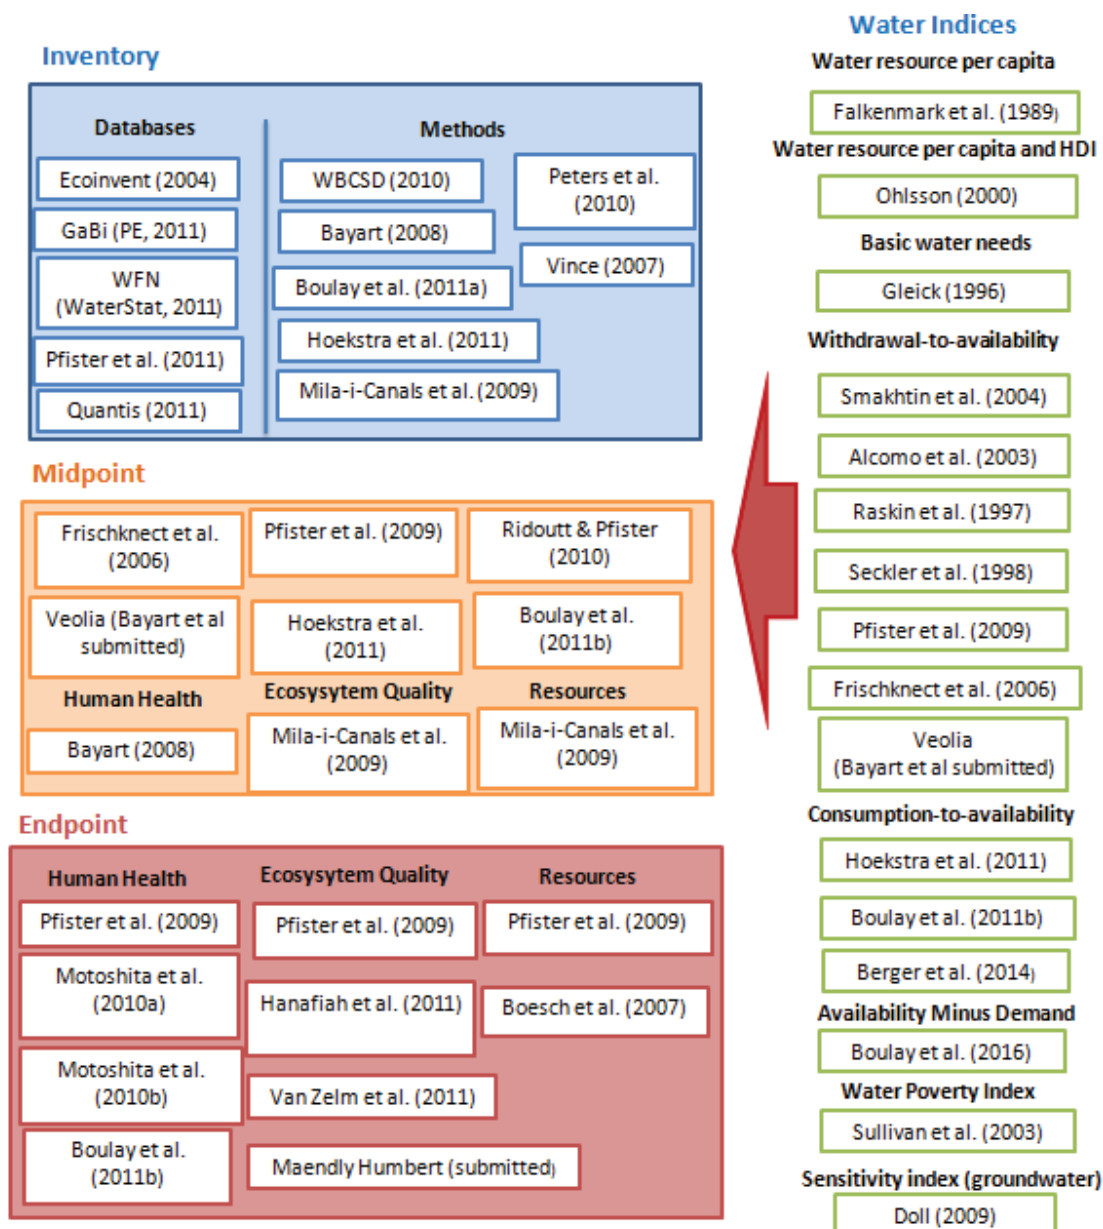 Inventory
Databases
Ecoinvent (2004)
GaBi (PE, 2011)
WFN
(WaterStat, 2011)
Pfister et al. (2011)
Quantis (2011)
Methods
WBCSD (2010)
Bayart (2008)
Boulay et al. (2011a)
Hoekstra et al. (2011)
Mila-i-Canals et al. (2009)
Peters et al.
(2010)
Vince (2007)
Midpoint
Frischknect et al.
(2006)
Pfister et al. (2009)
Ridoutt & Pfister
(2010)
Veolia (Bayart et al
submitted)
Hoekstra et al.
(2011)
Boulay et al.
(2011b)
Human Health
Bayart (2008)
Ecosysytem Quality
Mila-i-Canals et al.
(2009)
Resources
Mila-i-Canals et al.
(2009)
Endpoint
Human Health
Pfister et al. (2009)
Motoshita et al.
(2010a)
Motoshita et al.
(2010b)
Boulay et al.
(2011b)
Ecosysytem Quality
Pfister et al. (2009)
Hanafiah et al. (2011)
Van Zelm et al. (2011)
Maendly Humbert (submitted)
Resources
Pfister et al. (2009)
Boesch et al. (2007)
Water Indices
Water resource per capita
Falkenmark et al. (1989)
Water resource per capita and HDI
Ohlsson (2000)
Basic water needs
Gleick (1996)
Withdrawal-to-availability
Smakhtin et al. (2004)
Alcomo et al. (2003)
Raskin et al. (1997)
Seckler et al. (1998)
Pfister et al. (2009)
Frischknect et al. (2006)
Veolia
(Bayart et al submitted)
Consumption-to-availability
Hoekstra et al. (2011)
Boulay et al. (2011b)
Berger et al. (2014)
Availability Minus Demand
Boulay et al. (2016)
Water Poverty Index
Sullivan et al. (2003)
Sensitivity index (groundwater)
Doll (2009)